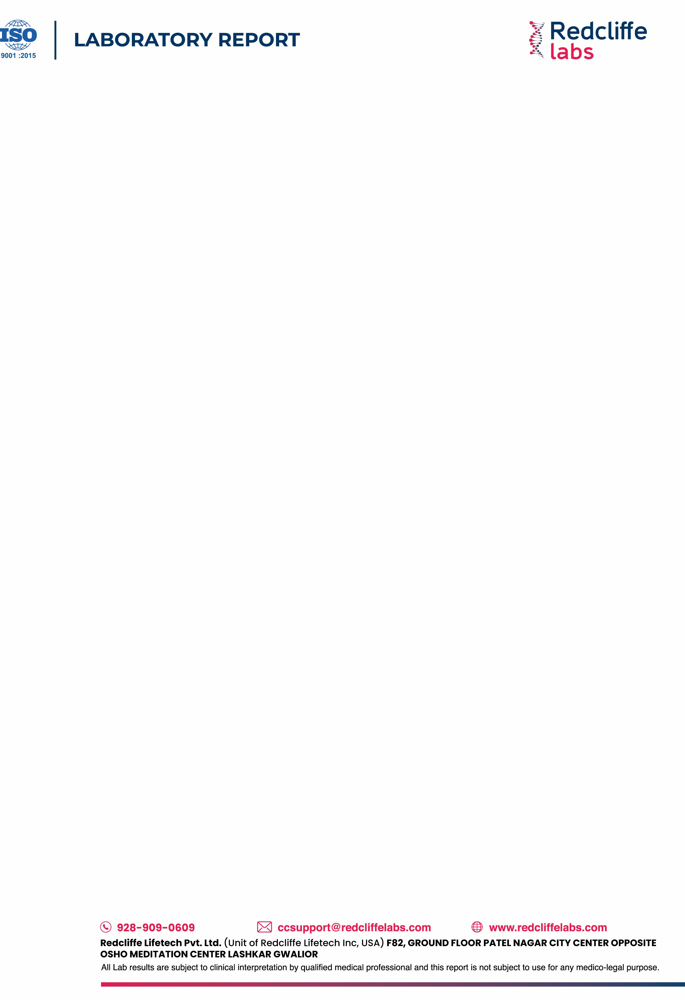 ISO
9001 :2015
LABORATORY REPORT
Redcliffe
labs
928-909-0609
ccsupport@redcliffelabs.com
www.redcliffelabs.com
Redcliffe Lifetech Pvt. Ltd. (Unit of Redcliffe Lifetech Inc, USA) F82, GROUND FLOOR PATEL NAGAR CITY CENTER OPPOSITE
OSHO MEDITATION CENTER LASHKAR GWALIOR
All Lab results are subject to clinical interpretation by qualified medical professional and this report is not subject to use for any medico-legal purpose.